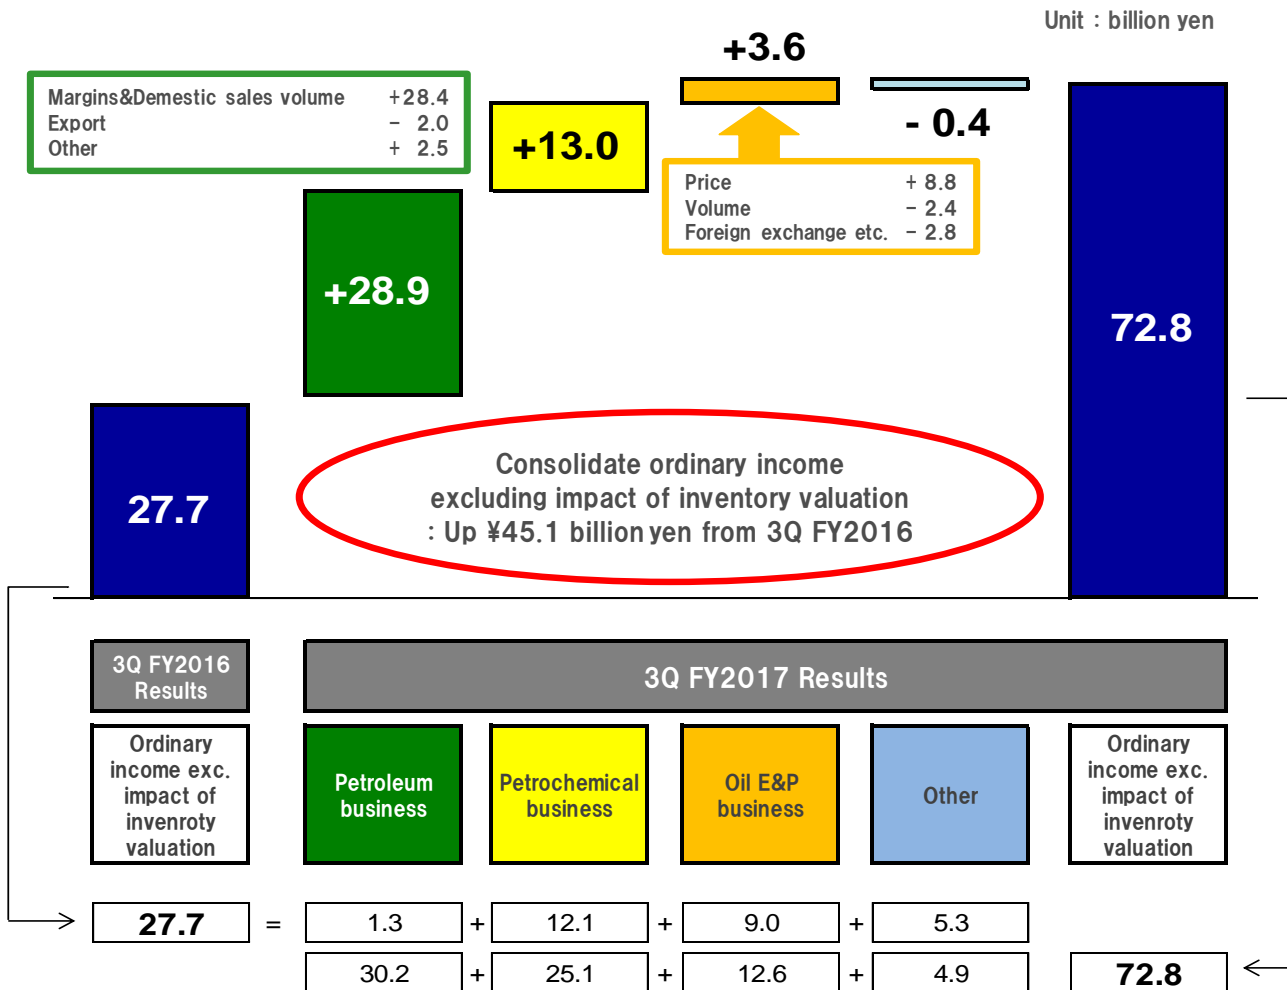 Unit : billion yen
+3.6
Margins&Demestic sales volume +28.4
Export − 2.0
Other + 2.5
+13.0
- 0.4
Price + 8.8
Volume − 2.4
Foreign exchange etc. − 2.8
+28.9
72.8
27.7
Consolidate ordinary income
excluding impact of inventory valuation
: Up ¥45.1 billion yen from 3Q FY2016
3Q FY2016
Results
3Q FY2017 Results
Ordinary
income exc.
impact of
invenroty
valuation
Petroleum
business
Petrochemical
business
Oil E&P
business
Other
Ordinary
income exc.
impact of
invenroty
valuation
27.7 = 1.3 + 12.1 + 9.0 + 5.3
30.2 + 25.1 + 12.6 + 4.9 72.8